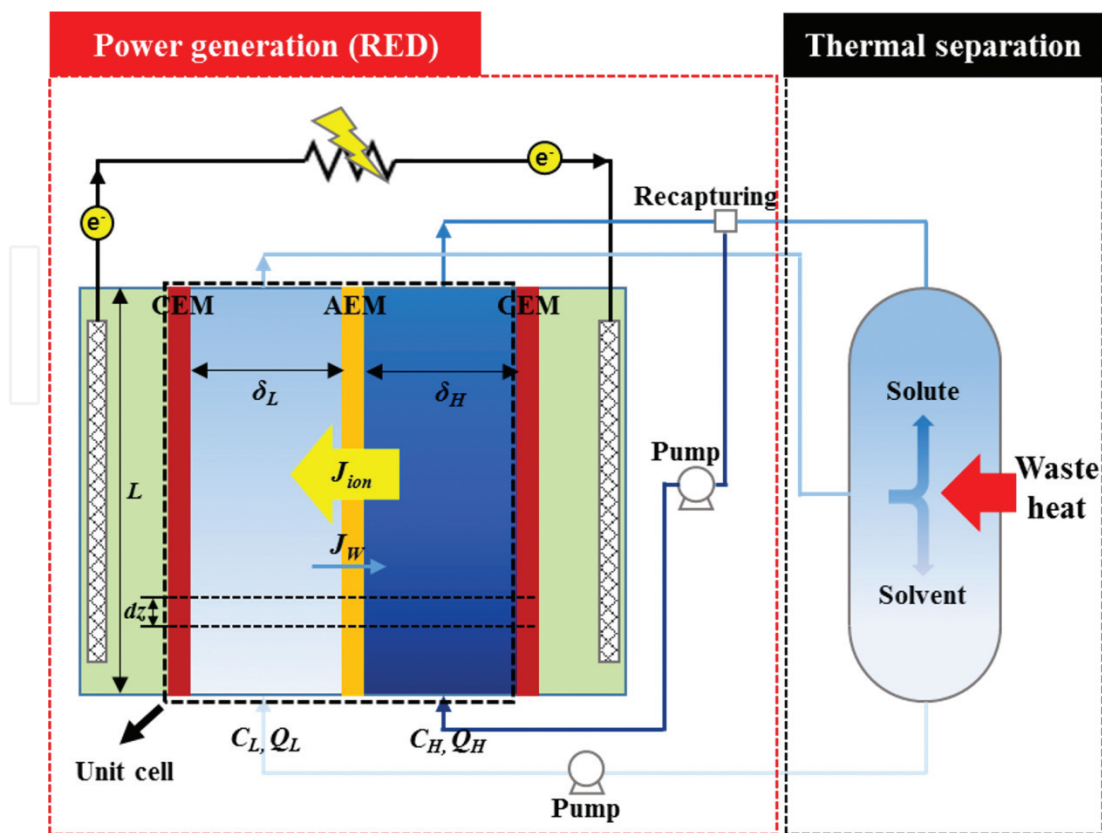 Power generation (RED)
Thermal separation
e-
e-
Recapturing
CEM
AEM
CEM
δL
δH
Solute
Pump
Waste
heat
L
Jion
JW
Solvent
dz
CL, QL
CH, QH
Unit cell
Pump